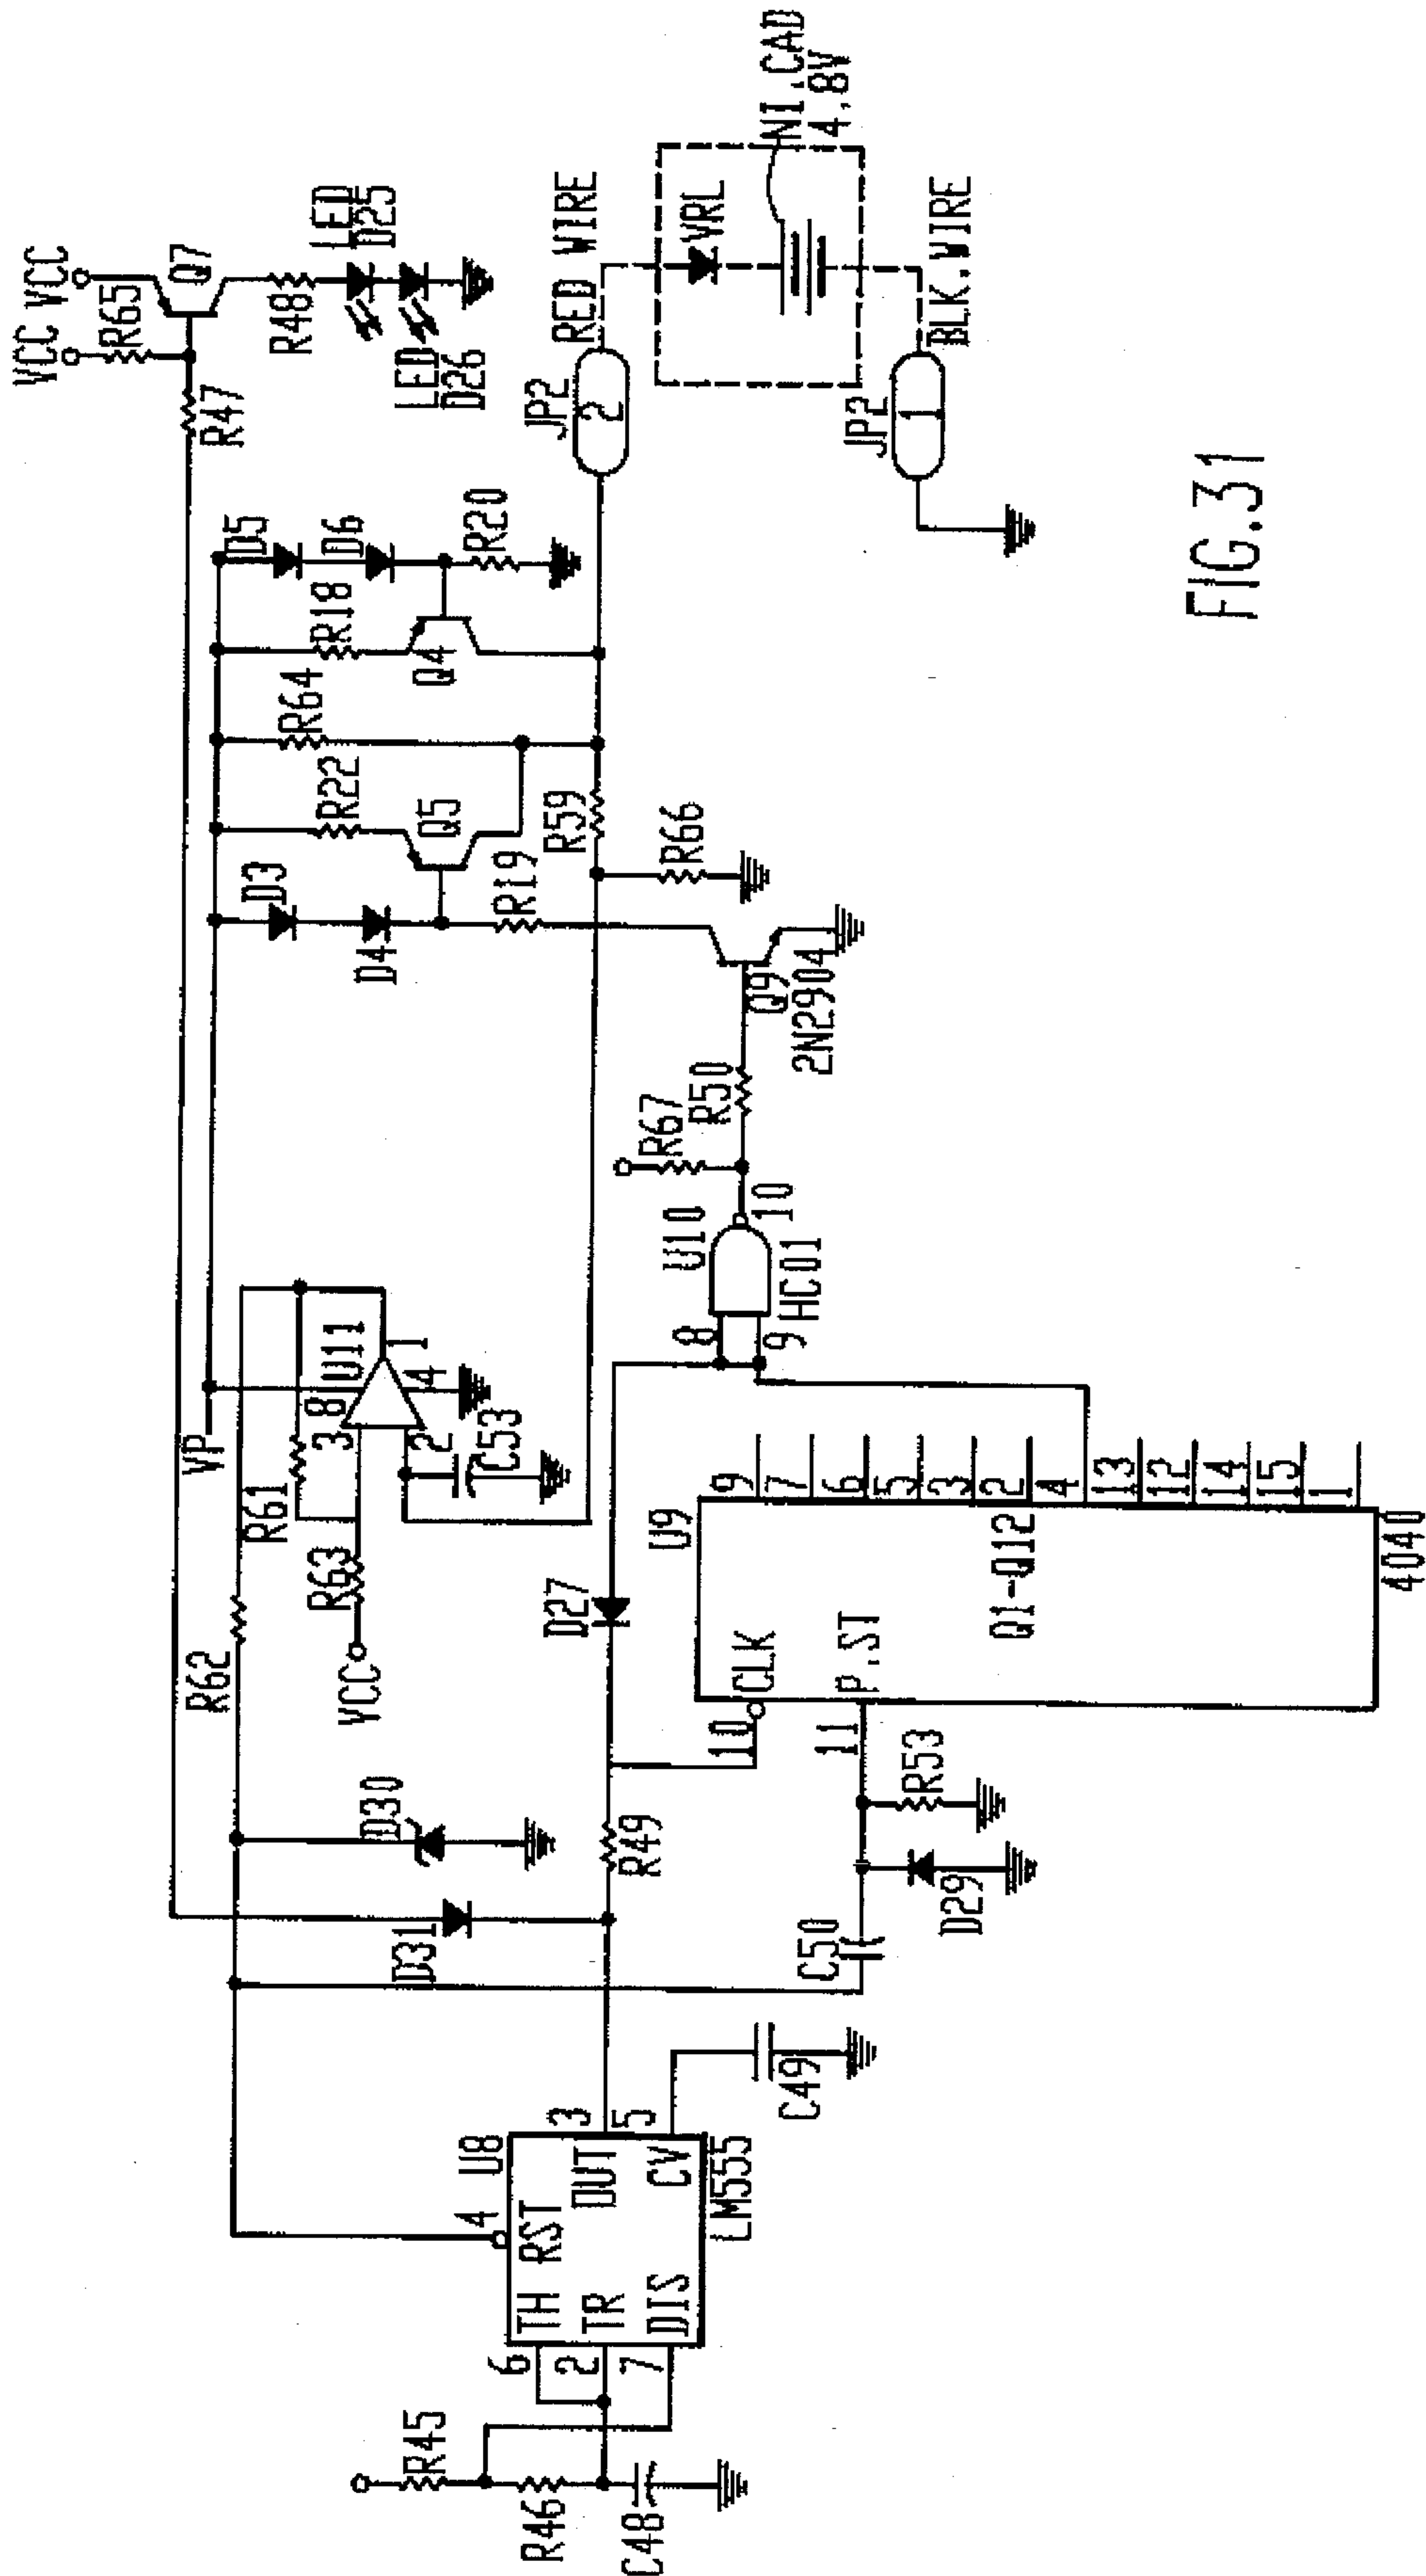 VCC
VCC
R65
Q7
R47
R48
LED
D25
LED
D26
D5
D6
R18
R20
Q4
R64
R22
Q5
D3
D4
R19
R59
R66
JP2
2
RED WIRE
VRL
NI.CAD
4.8V
JP2
1
BLK.WIRE
Q9
2N2904
R50
R67
U10
8
9
10
HC01
VP
U11
3
8
1
2
4
C53
R61
R62
R63
VCC
D27
U9
10
CLK
11
P.ST
Q1-Q12
9
7
6
5
3
2
4
13
12
14
15
1
4040
D30
D31
R49
R53
D29
C50
C49
U8
4
RST
3
OUT
5
CV
TH
6
TR
2
DIS
7
LM555
R45
R46
C48
FIG.31